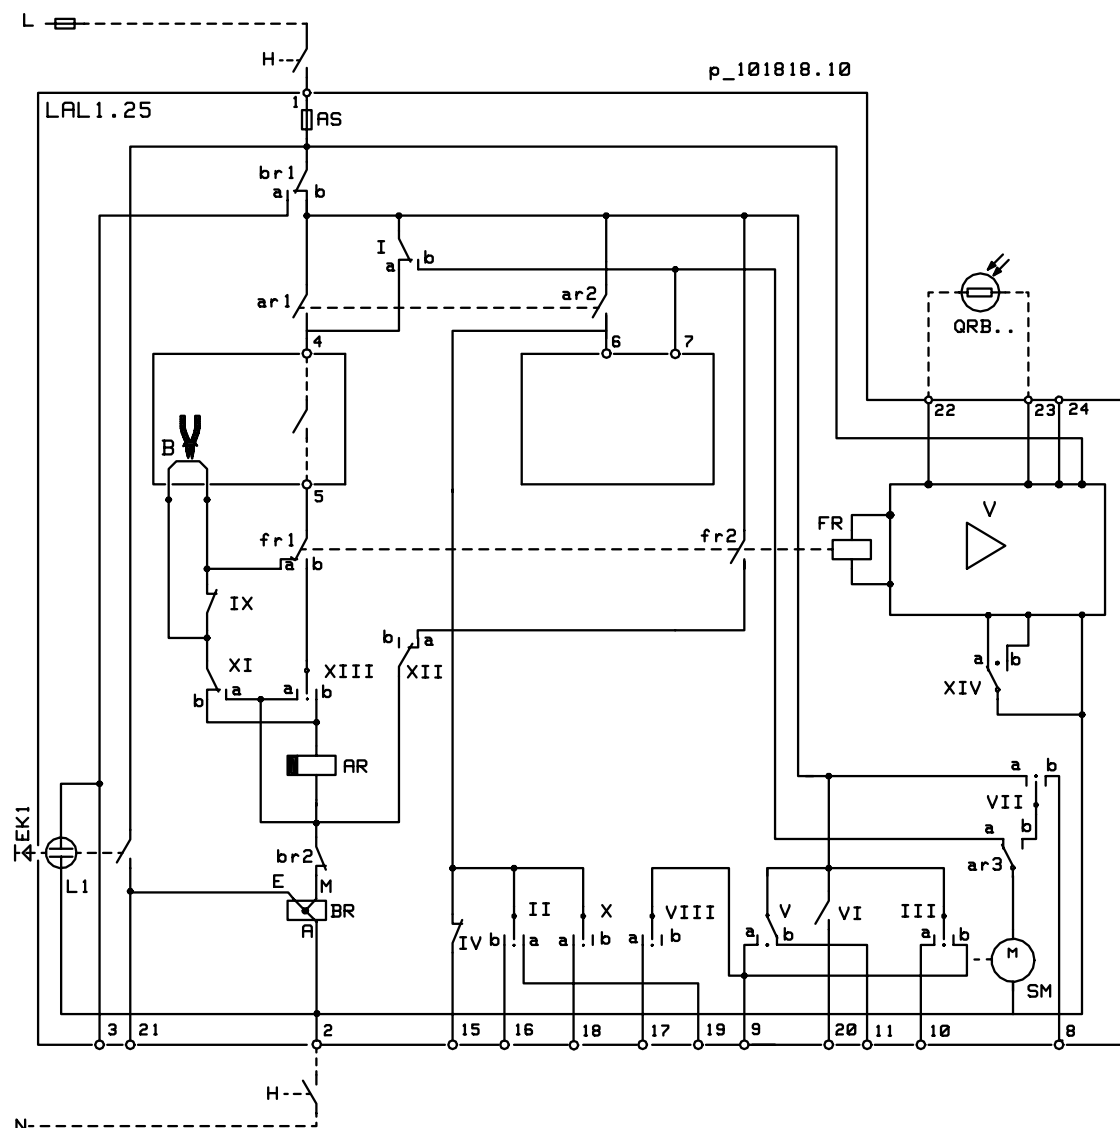 L
H
p_101818.10
LAL1.25
1
AS
br1
a b
I
a b
ar1
ar2
QRB..
4
6 7
22 23 24
B
5
V
FR
fr1
a b
fr2
IX
b a
XII
XI
a
b
XIII
a b
a b
XIV
AR
a b
VII
EK1
a b
ar3
br2
L1
E M
BR
A
II
X
VIII
V
VI
III
IV
b a
a b
a b
a b
a b
M
SM
3 21 2 15 16 18 17 19 9 20 11 10 8
H
N